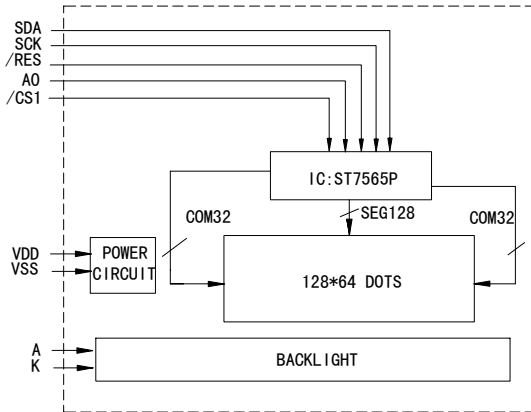 SDA
SCK
/RES
A0
/CS1
IC:ST7565P
COM32
SEG128
COM32
VDD
VSS
POWER
CIRCUIT
128*64 DOTS
A
K
BACKLIGHT